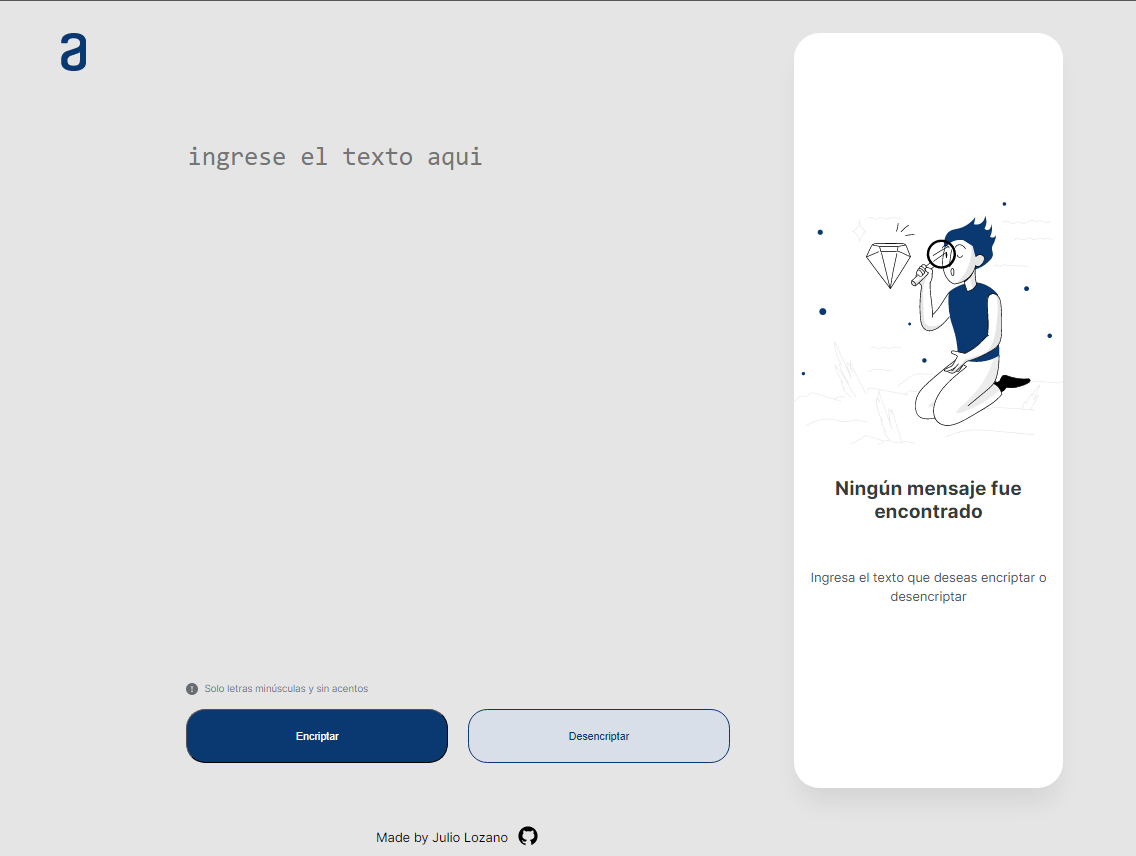 a
ingrese el texto aqui
Ningún mensaje fue
encontrado
Ingresa el texto que deseas encriptar o
desencriptar
Solo letras minúsculas y sin acentos
Encriptar
Desencriptar
Made by Julio Lozano